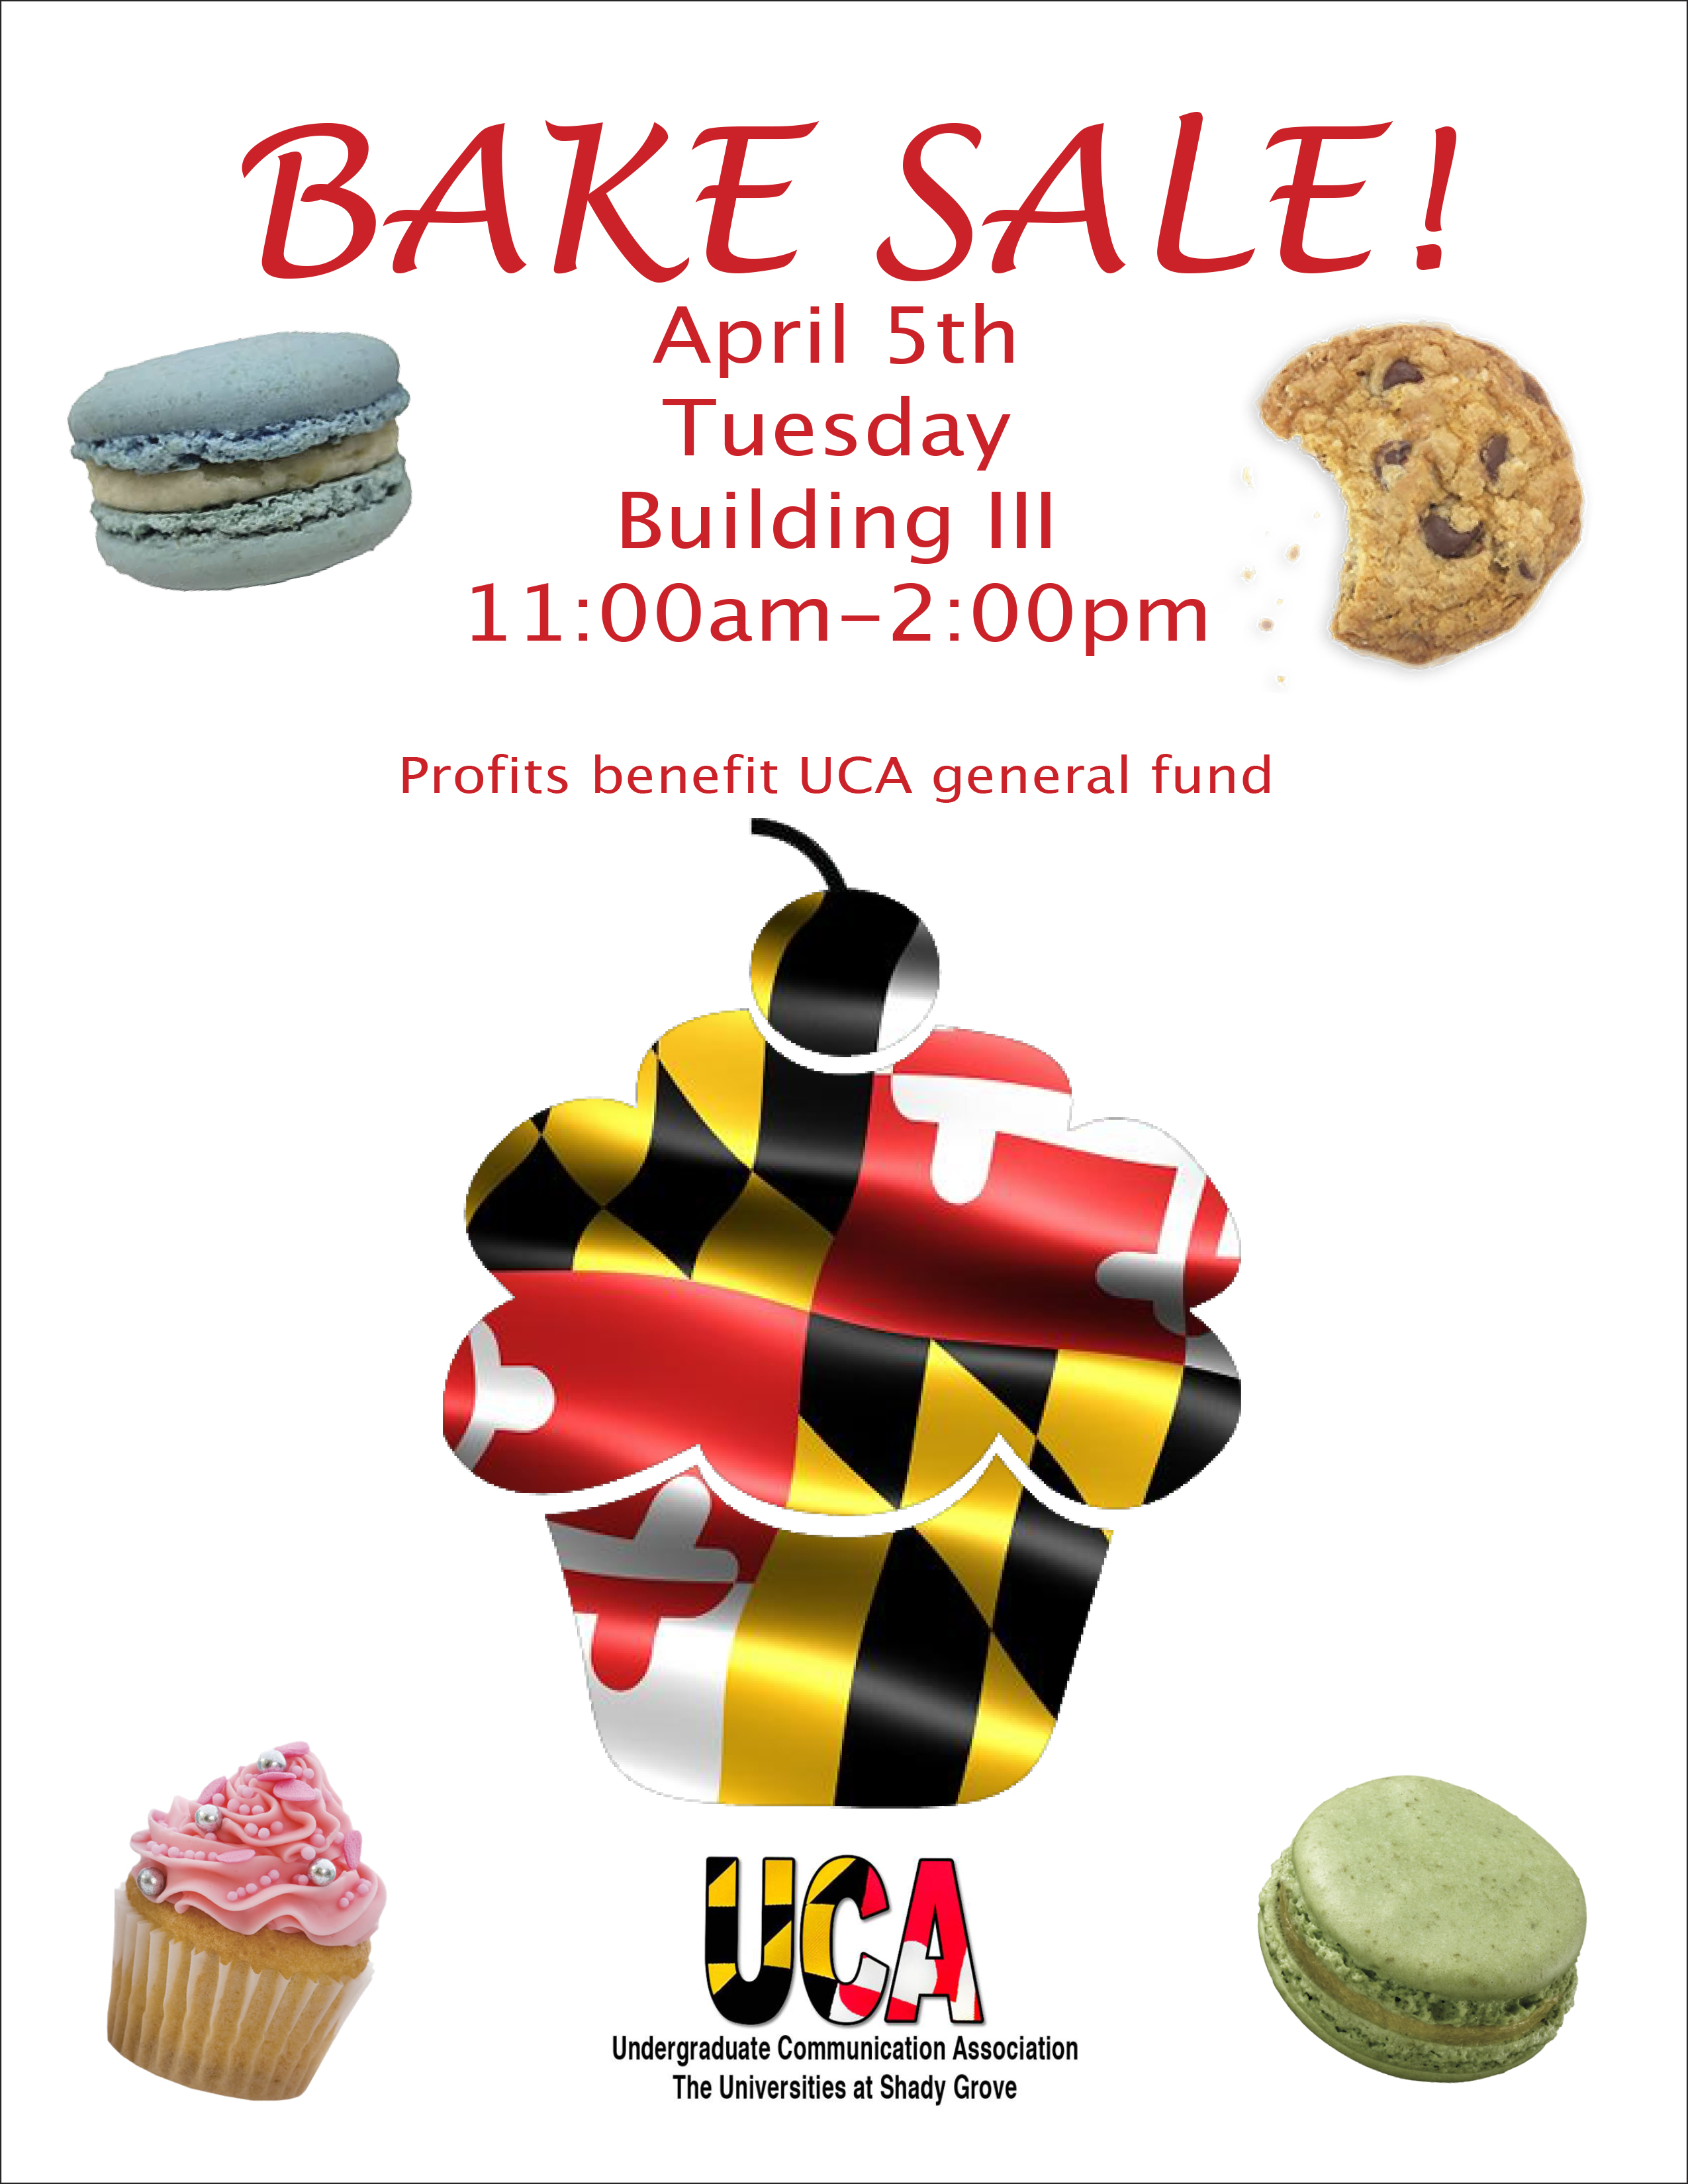 BAKE SALE!
April 5th
Tuesday
Building III
11:00am-2:00pm
Profits benefit UCA general fund
UCA
Undergraduate Communication Association
The Universities at Shady Grove